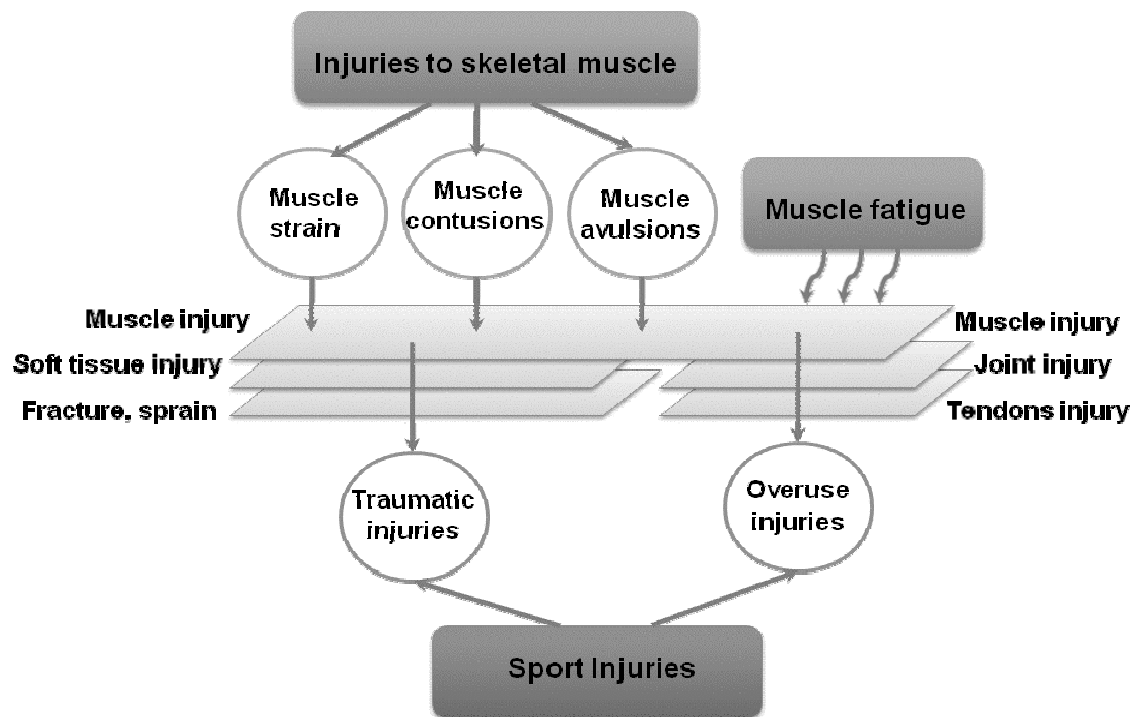 Injuries to skeletal muscle
Muscle
strain
Muscle
contusions
Muscle
avulsions
Muscle fatigue
Muscle injury
Soft tissue injury
Fracture, sprain
Muscle injury
Joint injury
Tendons injury
Traumatic
injuries
Overuse
injuries
Sport Injuries